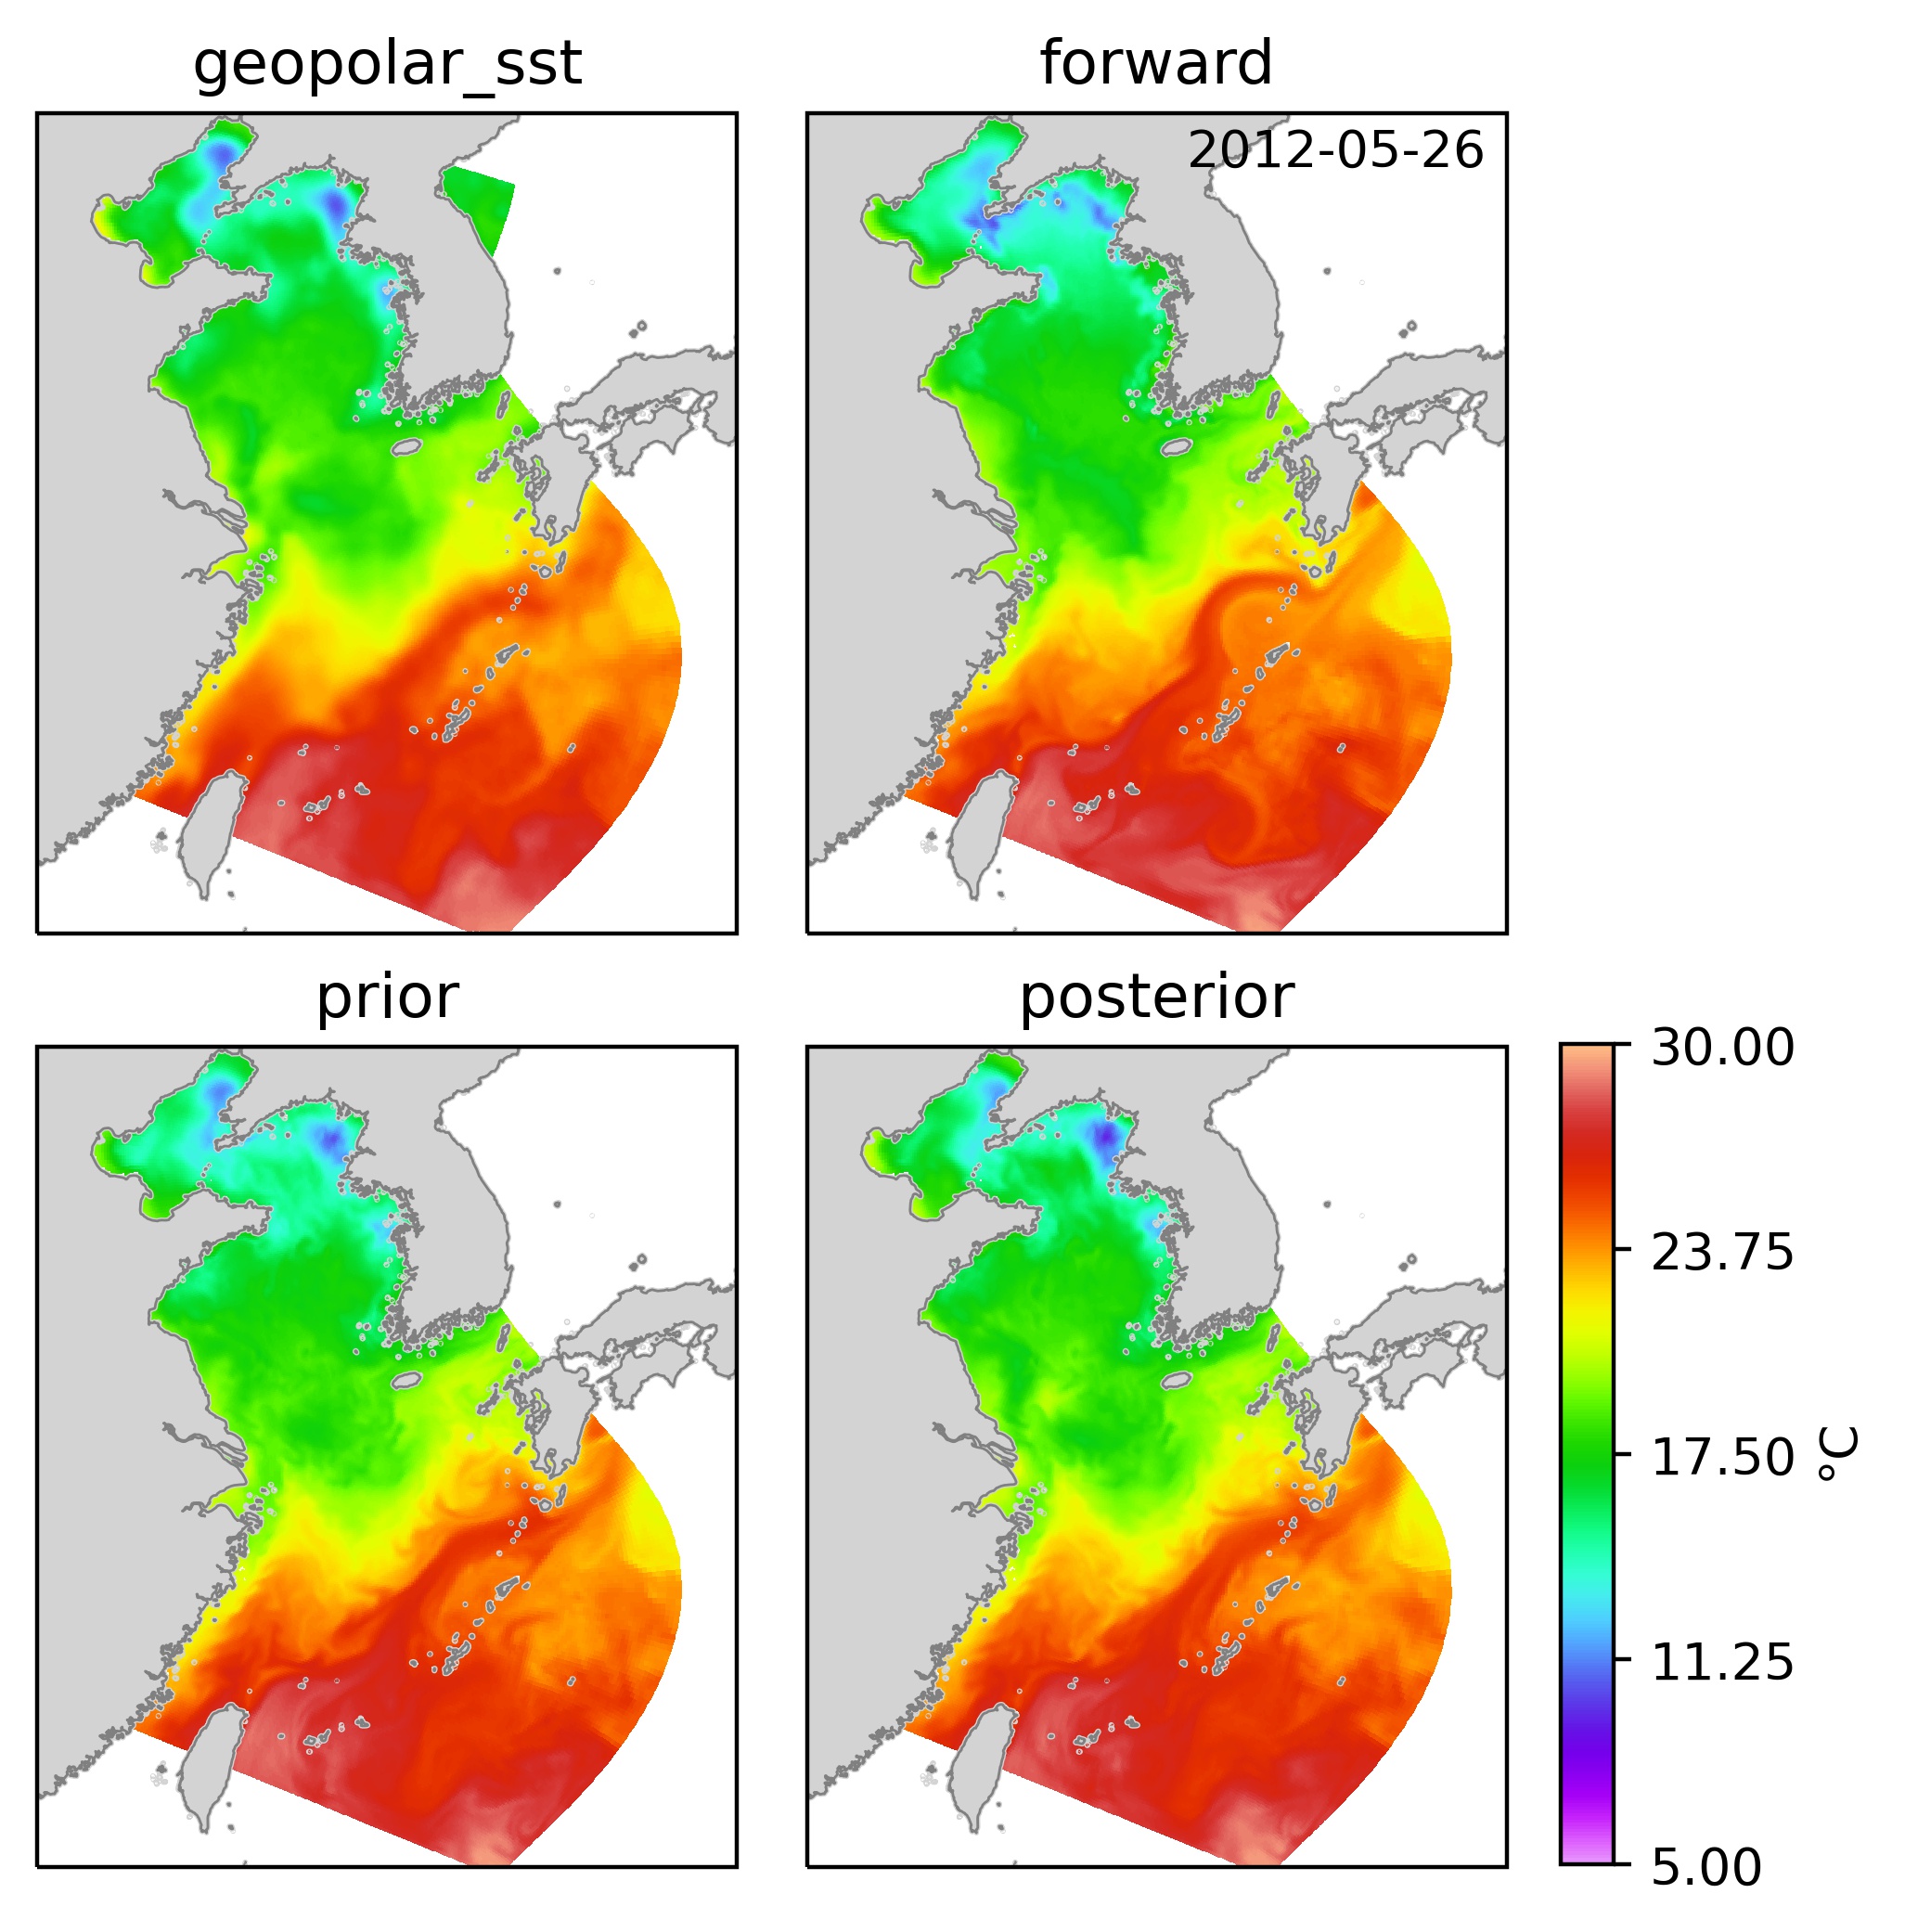 geopolar_sst
forward
2012-05-26
prior
posterior
30.00
23.75
17.50
11.25
5.00
°C